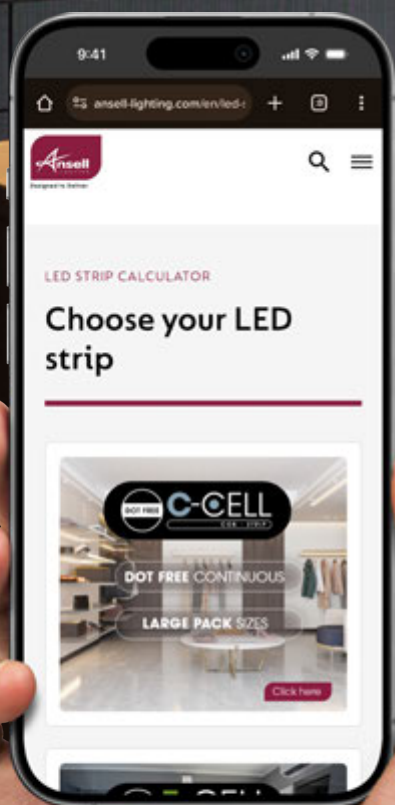 9:41
ansell-lighting.com/en/led-s
Ansell
LIGHTING
Designed to Deliver
LED STRIP CALCULATOR
Choose your LED
strip
DOT FREE
C-CELL
COB - STRIP
DOT FREE CONTINUOUS
LARGE PACK SIZES
Click here